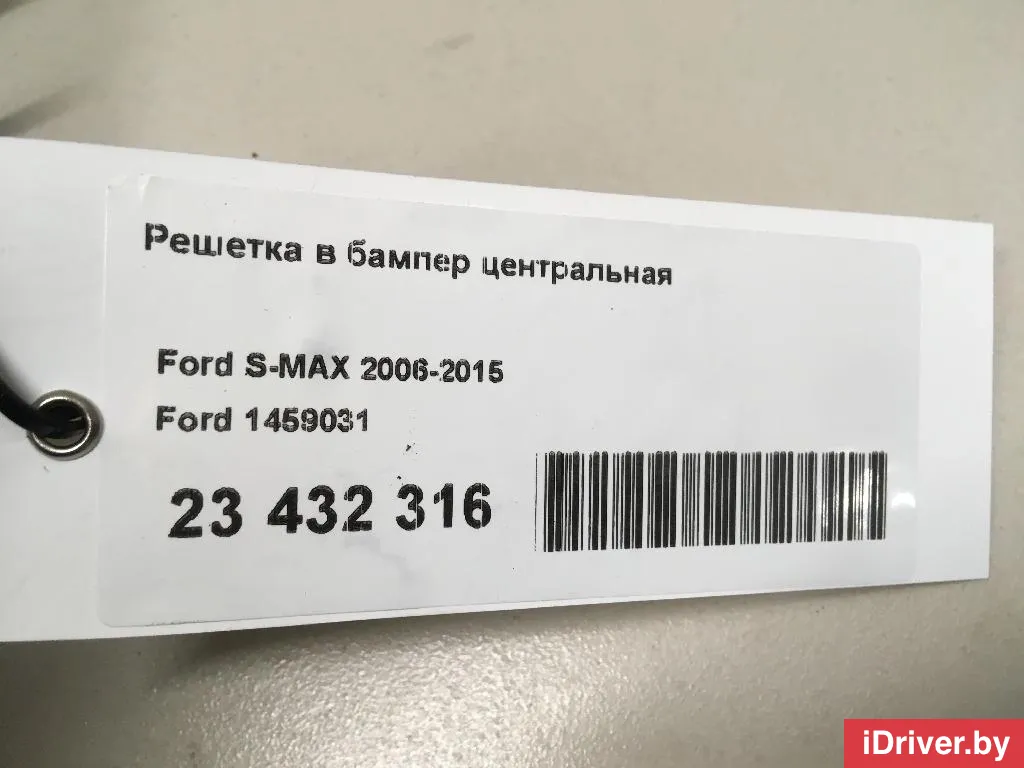 Решетка в бампер центральная
Ford S-MAX 2006-2015
Ford 1459031
23 432 316
iDriver.by